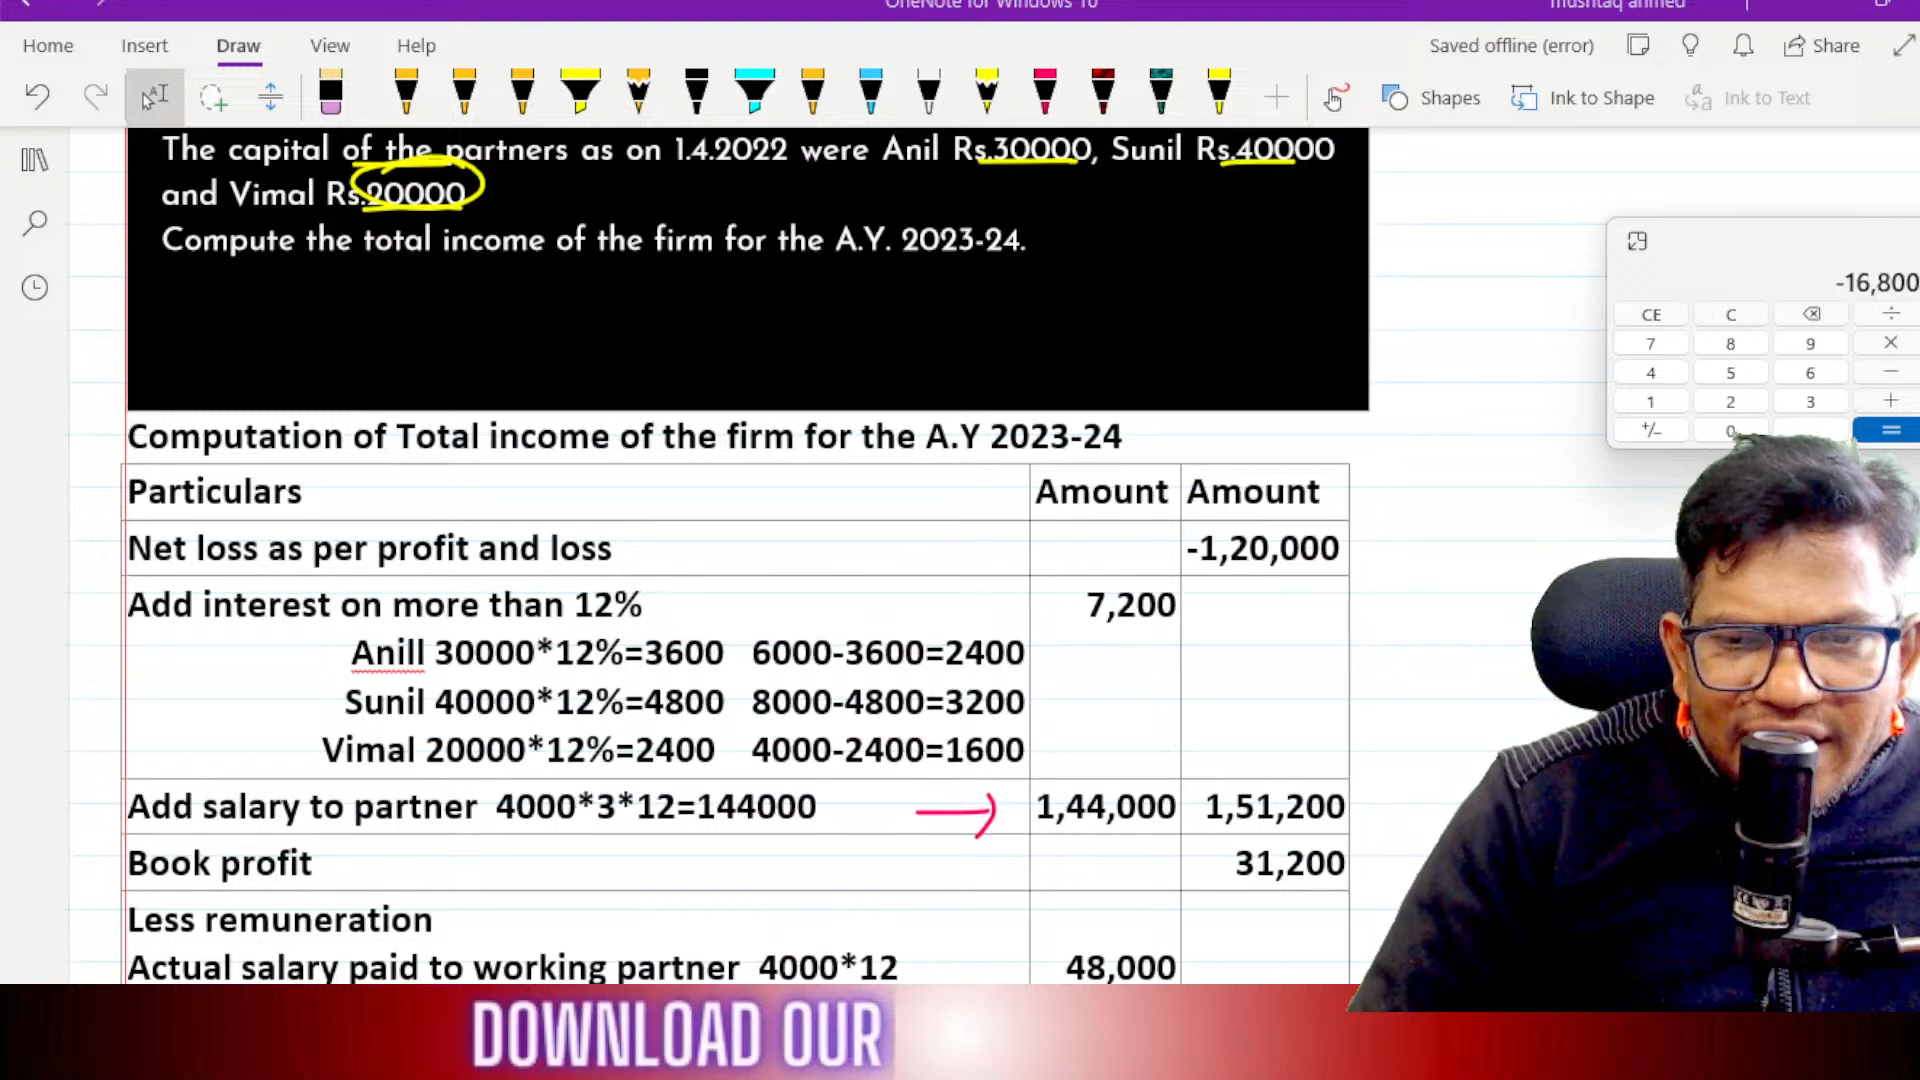 OneNote for Windows 10
mushtaq ahmed
Home Insert Draw View Help
Saved offline (error) Share
Shapes Ink to Shape Ink to Text
The capital of the partners as on 1.4.2022 were Anil Rs.30000, Sunil Rs.40000
and Vimal Rs.20000
Compute the total income of the firm for the A.Y. 2023-24.
-16,800
CE C ⌫ ÷
7 8 9 ×
4 5 6 −
1 2 3 +
+/− 0 =
Computation of Total income of the firm for the A.Y 2023-24
Particulars Amount Amount
Net loss as per profit and loss -1,20,000
Add interest on more than 12% 7,200
Anill 30000*12%=3600 6000-3600=2400
Sunil 40000*12%=4800 8000-4800=3200
Vimal 20000*12%=2400 4000-2400=1600
Add salary to partner 4000*3*12=144000 1,44,000 1,51,200
Book profit 31,200
Less remuneration
Actual salary paid to working partner 4000*12 48,000
DOWNLOAD OUR